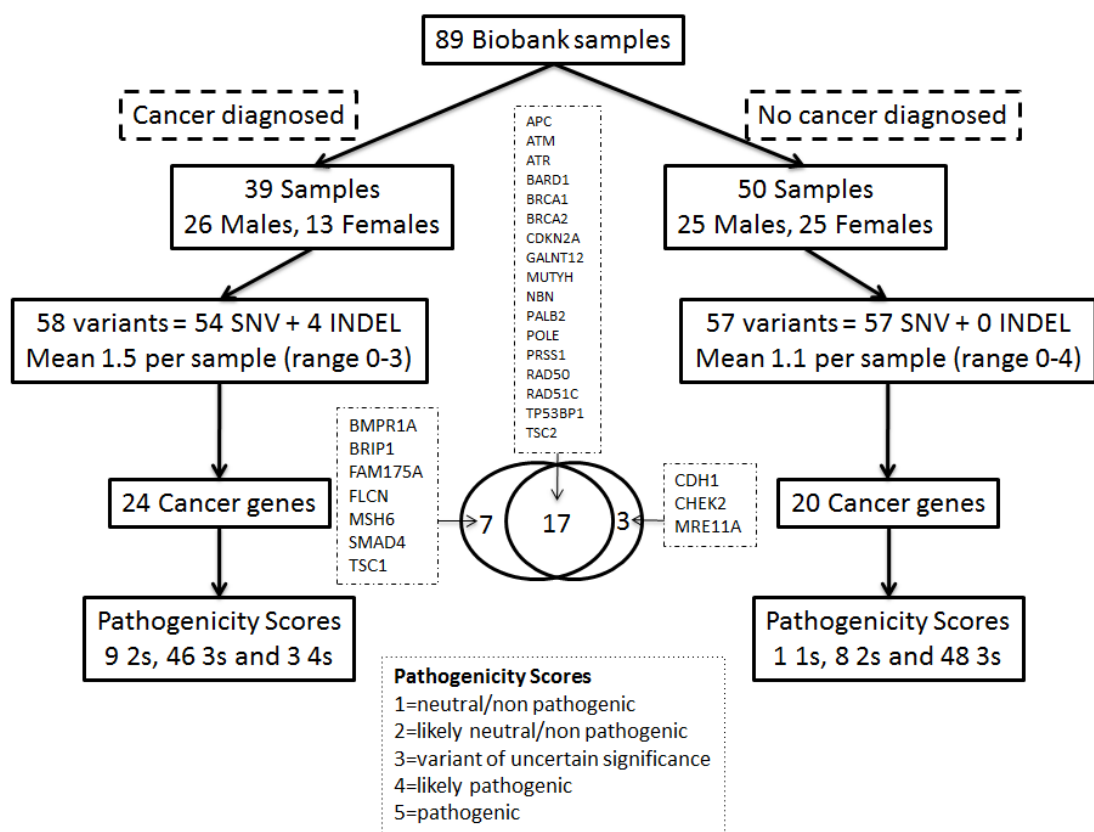 89 Biobank samples
Cancer diagnosed
No cancer diagnosed
APC
ATM
ATR
BARD1
BRCA1
BRCA2
CDKN2A
GALNT12
MUTYH
NBN
PALB2
POLE
PRSS1
RAD50
RAD51C
TP53BP1
TSC2
39 Samples
26 Males, 13 Females
50 Samples
25 Males, 25 Females
58 variants = 54 SNV + 4 INDEL
Mean 1.5 per sample (range 0-3)
57 variants = 57 SNV + 0 INDEL
Mean 1.1 per sample (range 0-4)
24 Cancer genes
BMPR1A
BRIP1
FAM175A
FLCN
MSH6
SMAD4
TSC1
7
17
3
CDH1
CHEK2
MRE11A
20 Cancer genes
Pathogenicity Scores
9 2s, 46 3s and 3 4s
Pathogenicity Scores
1 1s, 8 2s and 48 3s
Pathogenicity Scores
1=neutral/non pathogenic
2=likely neutral/non pathogenic
3=variant of uncertain significance
4=likely pathogenic
5=pathogenic